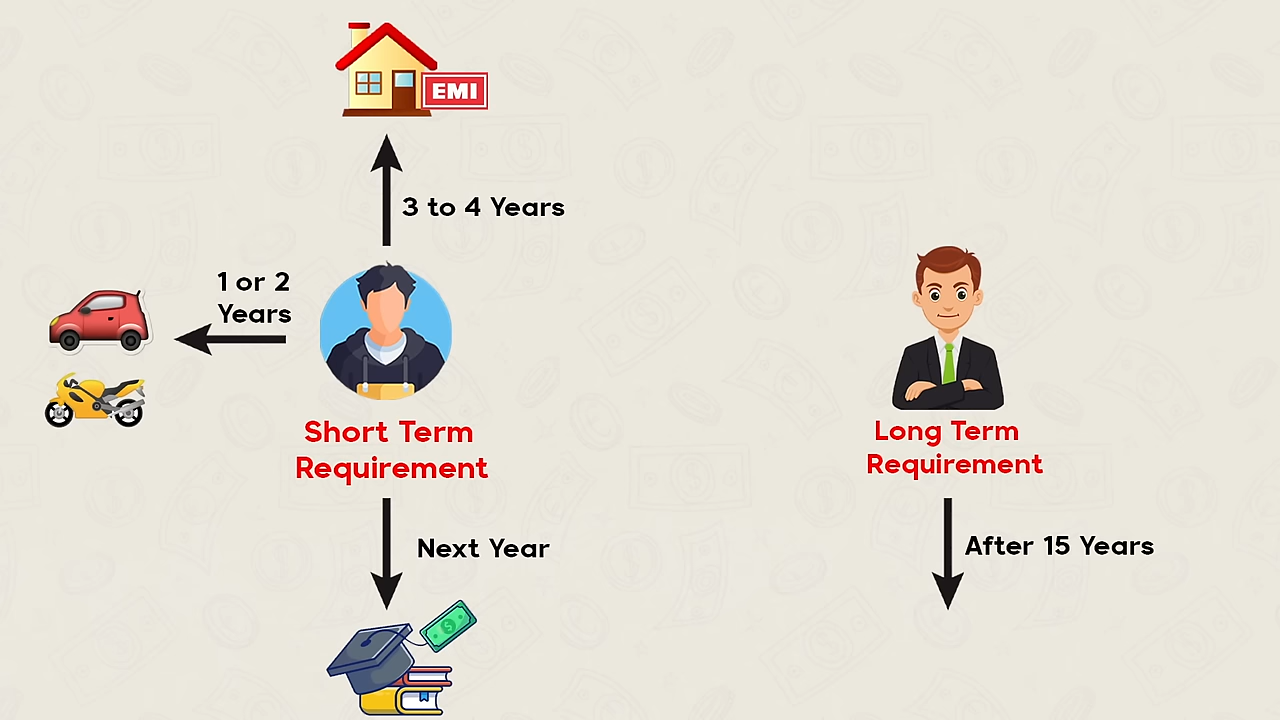 EMI
3 to 4 Years
1 or 2
Years
Short Term
Requirement
Next Year
Long Term
Requirement
After 15 Years